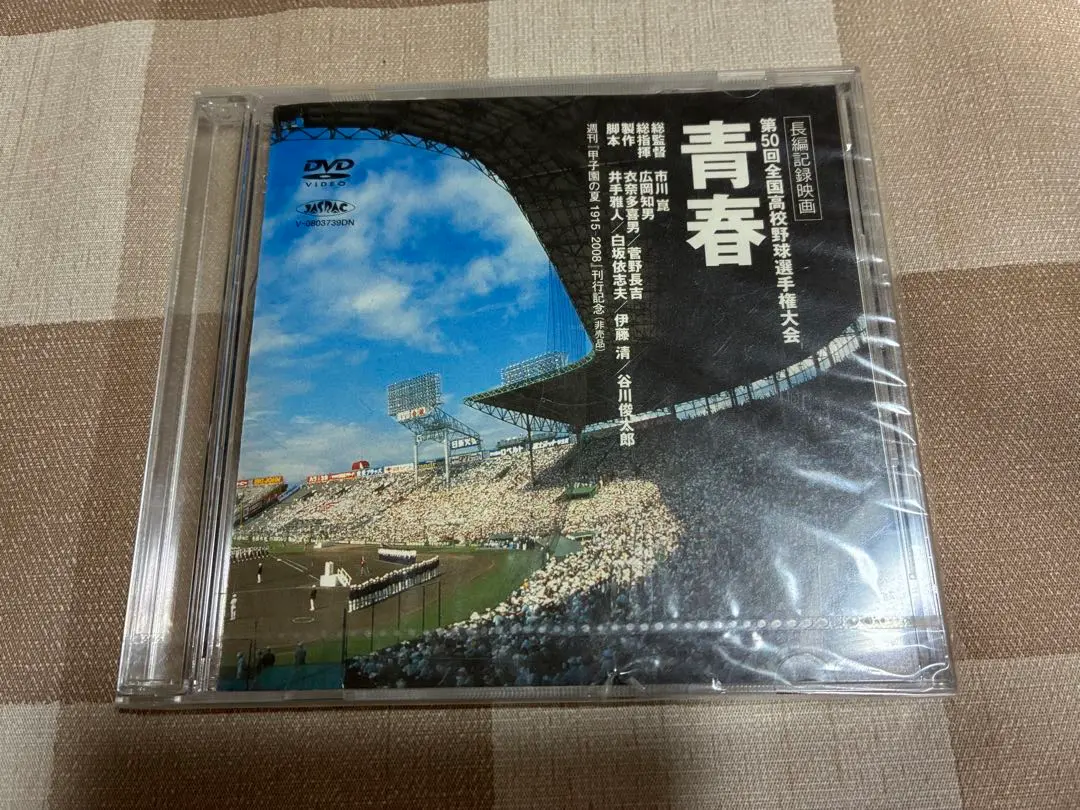 長編記録映画
第50回全国高校野球選手権大会
青春
総監督 市川 崑
総指揮 広岡知男
製作 衣奈多喜男／菅野長吉
脚本 井手雅人／白坂依志夫／伊藤 清／谷川俊太郎
週刊『甲子園の夏 1915 2008』刊行記念（非売品）
DVD
VIDEO
JASRAC
V-0803739DN